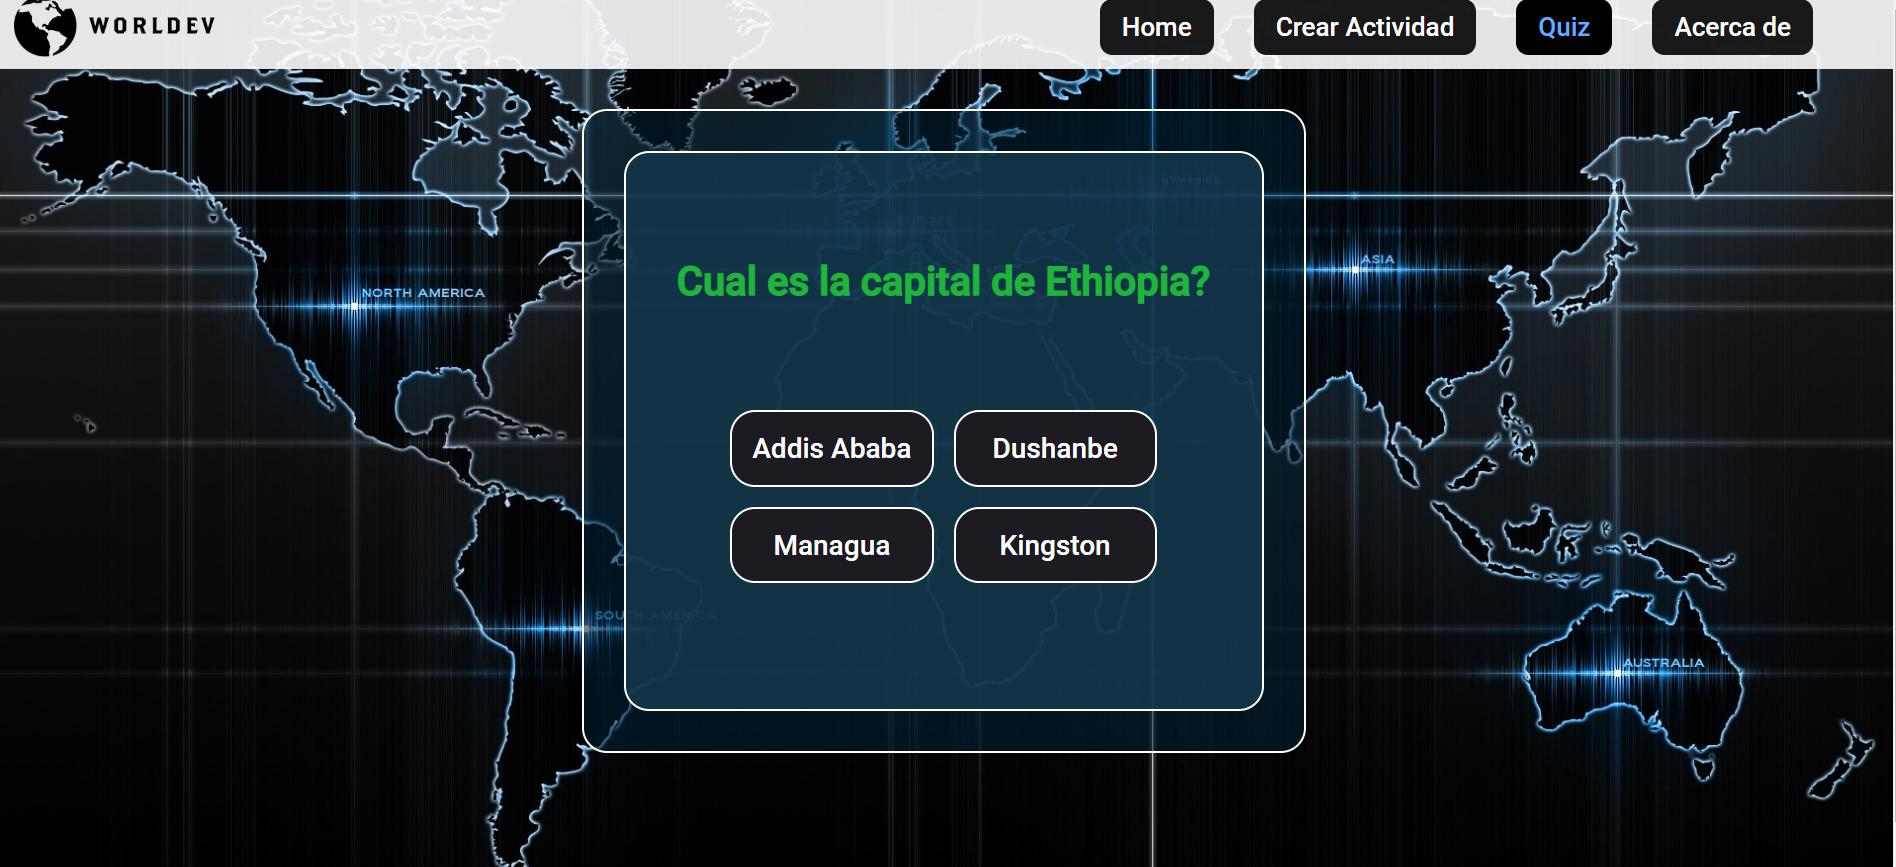 WORLDEV
Home
Crear Actividad
Quiz
Acerca de
EUROPE
Cual es la capital de Ethiopia?
NORTH AMERICA
ASIA
Addis Ababa
Dushanbe
Managua
Kingston
SOUTH AMERICA
AUSTRALIA